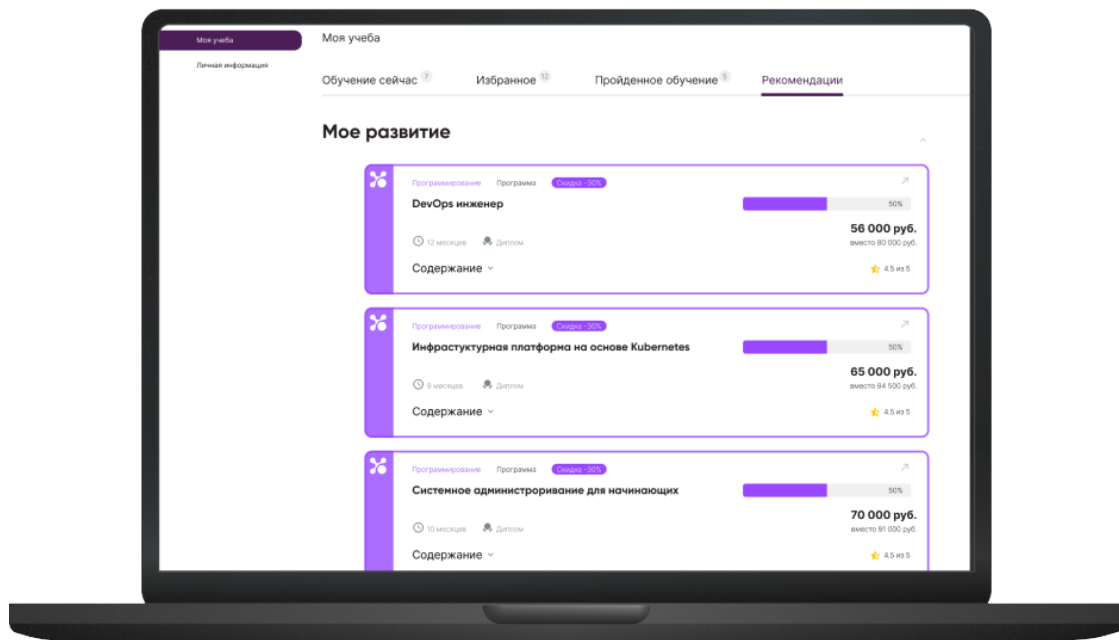 Моя учеба
Личная информация
Моя учеба
Обучение сейчас 7 Избранное 12 Пройденное обучение 5 Рекомендации
Мое развитие
Программирование Программа Скидка -30%
DevOps инженер
50%
56 000 руб.
12 месяцев Диплом вместо 80 000 руб.
Содержание 4.5 из 5
Программирование Программа Скидка -30%
Инфрастуктурная платформа на основе Kubernetes
50%
65 000 руб.
9 месяцев Диплом вместо 84 500 руб.
Содержание 4.5 из 5
Программирование Программа Скидка -30%
Системное администроривание для начинающих
50%
70 000 руб.
10 месяцев Диплом вместо 91 000 руб.
Содержание 4.5 из 5